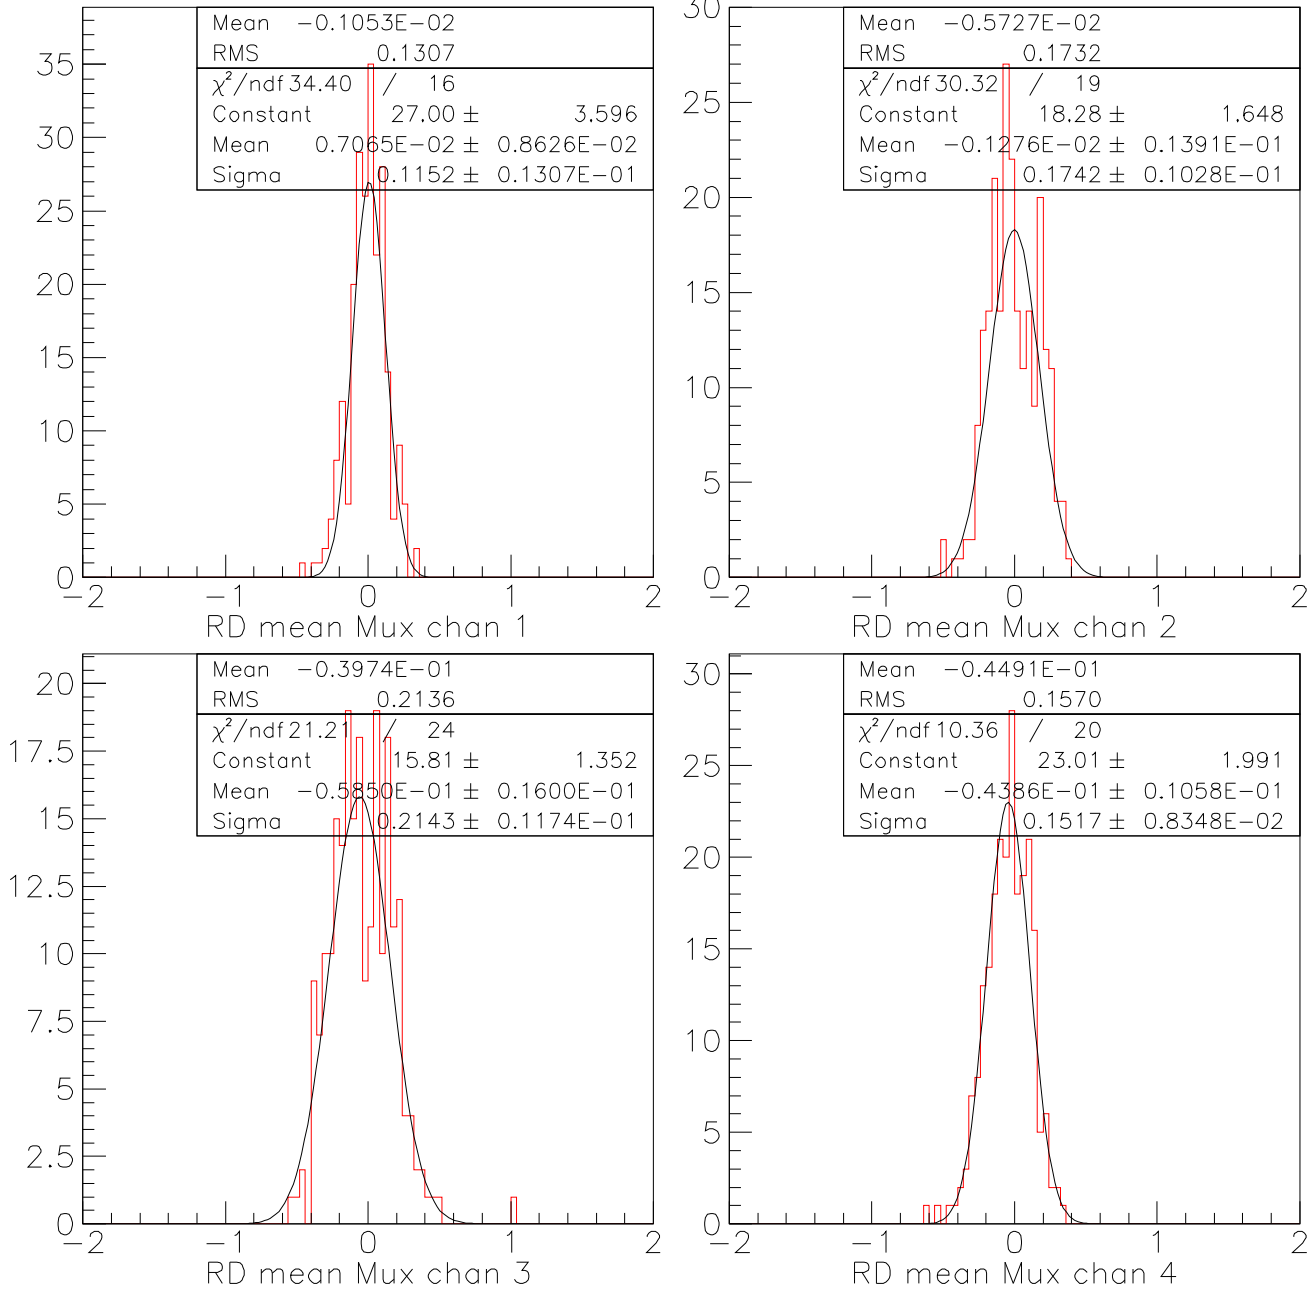 Mean -0.1053E-02
RMS 0.1307
χ²/ndf 34.40 / 16
Constant 27.00 ± 3.596
Mean 0.7065E-02 ± 0.8626E-02
Sigma 0.1152 ± 0.1307E-01
35
30
25
20
15
10
5
0
-2 -1 0 1 2
RD mean Mux chan 1
Mean -0.5727E-02
RMS 0.1732
χ²/ndf 30.32 / 19
Constant 18.28 ± 1.648
Mean -0.1276E-02 ± 0.1391E-01
Sigma 0.1742 ± 0.1028E-01
30
25
20
15
10
5
0
-2 -1 0 1 2
RD mean Mux chan 2
Mean -0.3974E-01
RMS 0.2136
χ²/ndf 21.21 / 24
Constant 15.81 ± 1.352
Mean -0.5850E-01 ± 0.1600E-01
Sigma 0.2143 ± 0.1174E-01
20
17.5
15
12.5
10
7.5
5
2.5
0
-2 -1 0 1 2
RD mean Mux chan 3
Mean -0.4491E-01
RMS 0.1570
χ²/ndf 10.36 / 20
Constant 23.01 ± 1.991
Mean -0.4386E-01 ± 0.1058E-01
Sigma 0.1517 ± 0.8348E-02
30
25
20
15
10
5
0
-2 -1 0 1 2
RD mean Mux chan 4